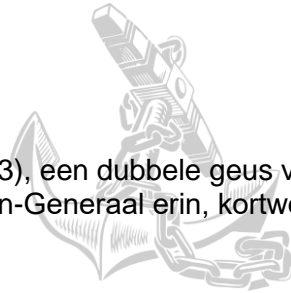 3), een dubbele geus v
n-Generaal erin, kortw